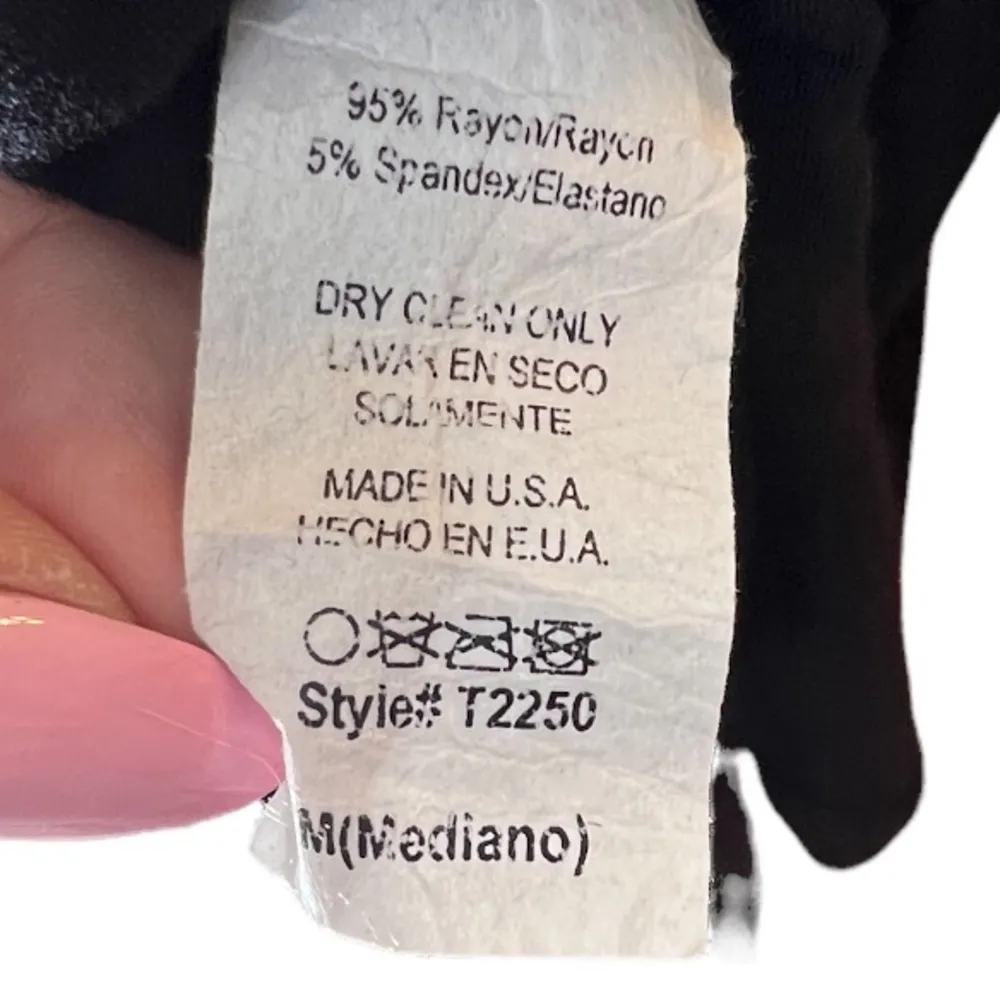 95% Rayon/Rayon
5% Spandex/Elastano
DRY CLEAN ONLY
LAVAR EN SECO
SOLAMENTE
MADE IN U.S.A.
HECHO EN E.U.A.
Style# T2250
M(Mediano)